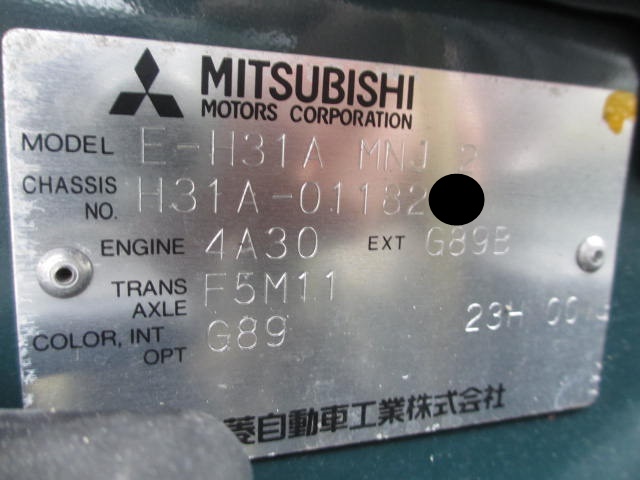 MITSUBISHI
MOTORS CORPORATION
MODEL E-H31A MNJ 2
CHASSIS NO. H31A-01182
ENGINE 4A30 EXT G89B
TRANS AXLE F5M11
COLOR, INT OPT G89 23H 00
菱自動車工業株式会社